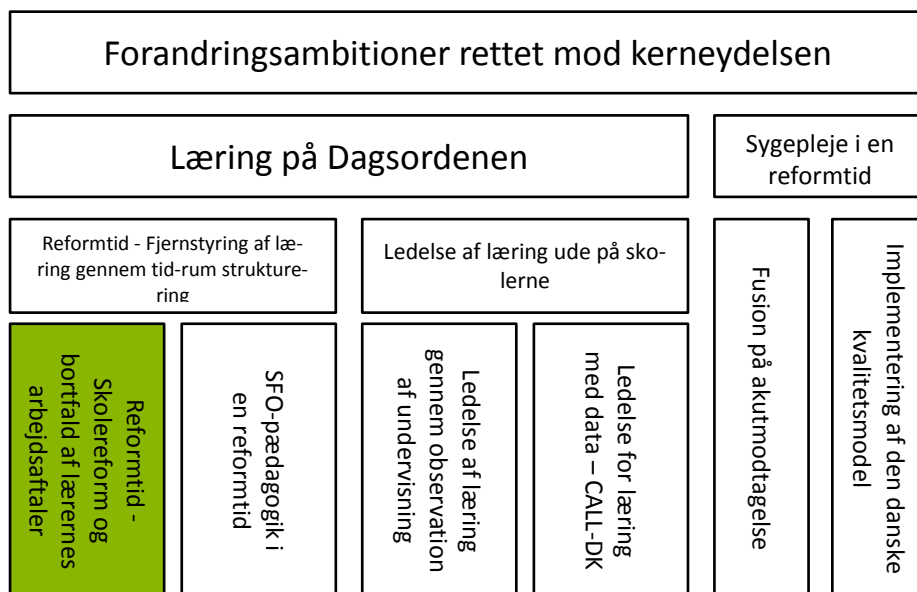 Forandringsambitioner rettet mod kerneydelsen
Læring på Dagsordenen
Sygepleje i en
reformtid
Reformtid - Fjernstyring af læ-
ring gennem tid-rum strukture-
ring
Ledelse af læring ude på sko-
lerne
Reformtid -
Skolereform og
bortfald af lærernes
arbejdsaftaler
SFO-pædagogik i
en reformtid
Ledelse af læring
gennem observation
af undervisning
Ledelse for læring
med data – CALL-DK
Fusion på akutmodtagelse
Implementering af den danske
kvalitetsmodel